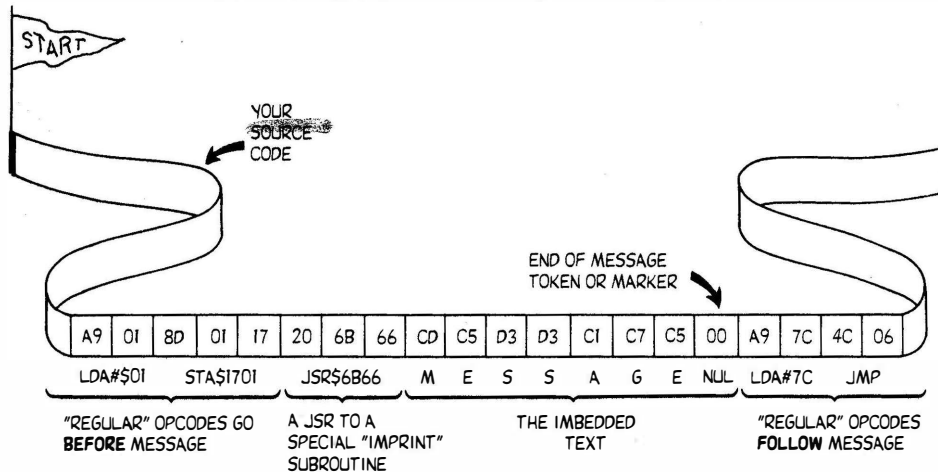 START
YOUR
SOURCE
CODE
END OF MESSAGE
TOKEN OR MARKER
A9 01 8D 01 17 20 6B 66 CD C5 D3 D3 C1 C7 C5 00 A9 7C 4C 06
LDA#$01 STA$1701 JSR$6B66 M E S S A G E NUL LDA#7C JMP
"REGULAR" OPCODES GO
BEFORE MESSAGE
A JSR TO A
SPECIAL "IMPRINT"
SUBROUTINE
THE IMBEDDED
TEXT
"REGULAR" OPCODES
FOLLOW MESSAGE